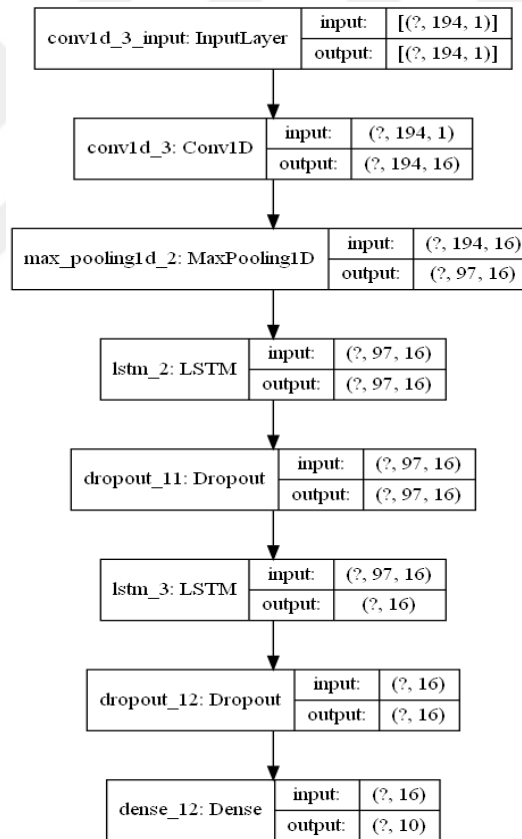 conv1d_3_input: InputLayer
input: [(?, 194, 1)]
output: [(?, 194, 1)]
conv1d_3: Conv1D
input: (?, 194, 1)
output: (?, 194, 16)
max_pooling1d_2: MaxPooling1D
input: (?, 194, 16)
output: (?, 97, 16)
lstm_2: LSTM
input: (?, 97, 16)
output: (?, 97, 16)
dropout_11: Dropout
input: (?, 97, 16)
output: (?, 97, 16)
lstm_3: LSTM
input: (?, 97, 16)
output: (?, 16)
dropout_12: Dropout
input: (?, 16)
output: (?, 16)
dense_12: Dense
input: (?, 16)
output: (?, 10)